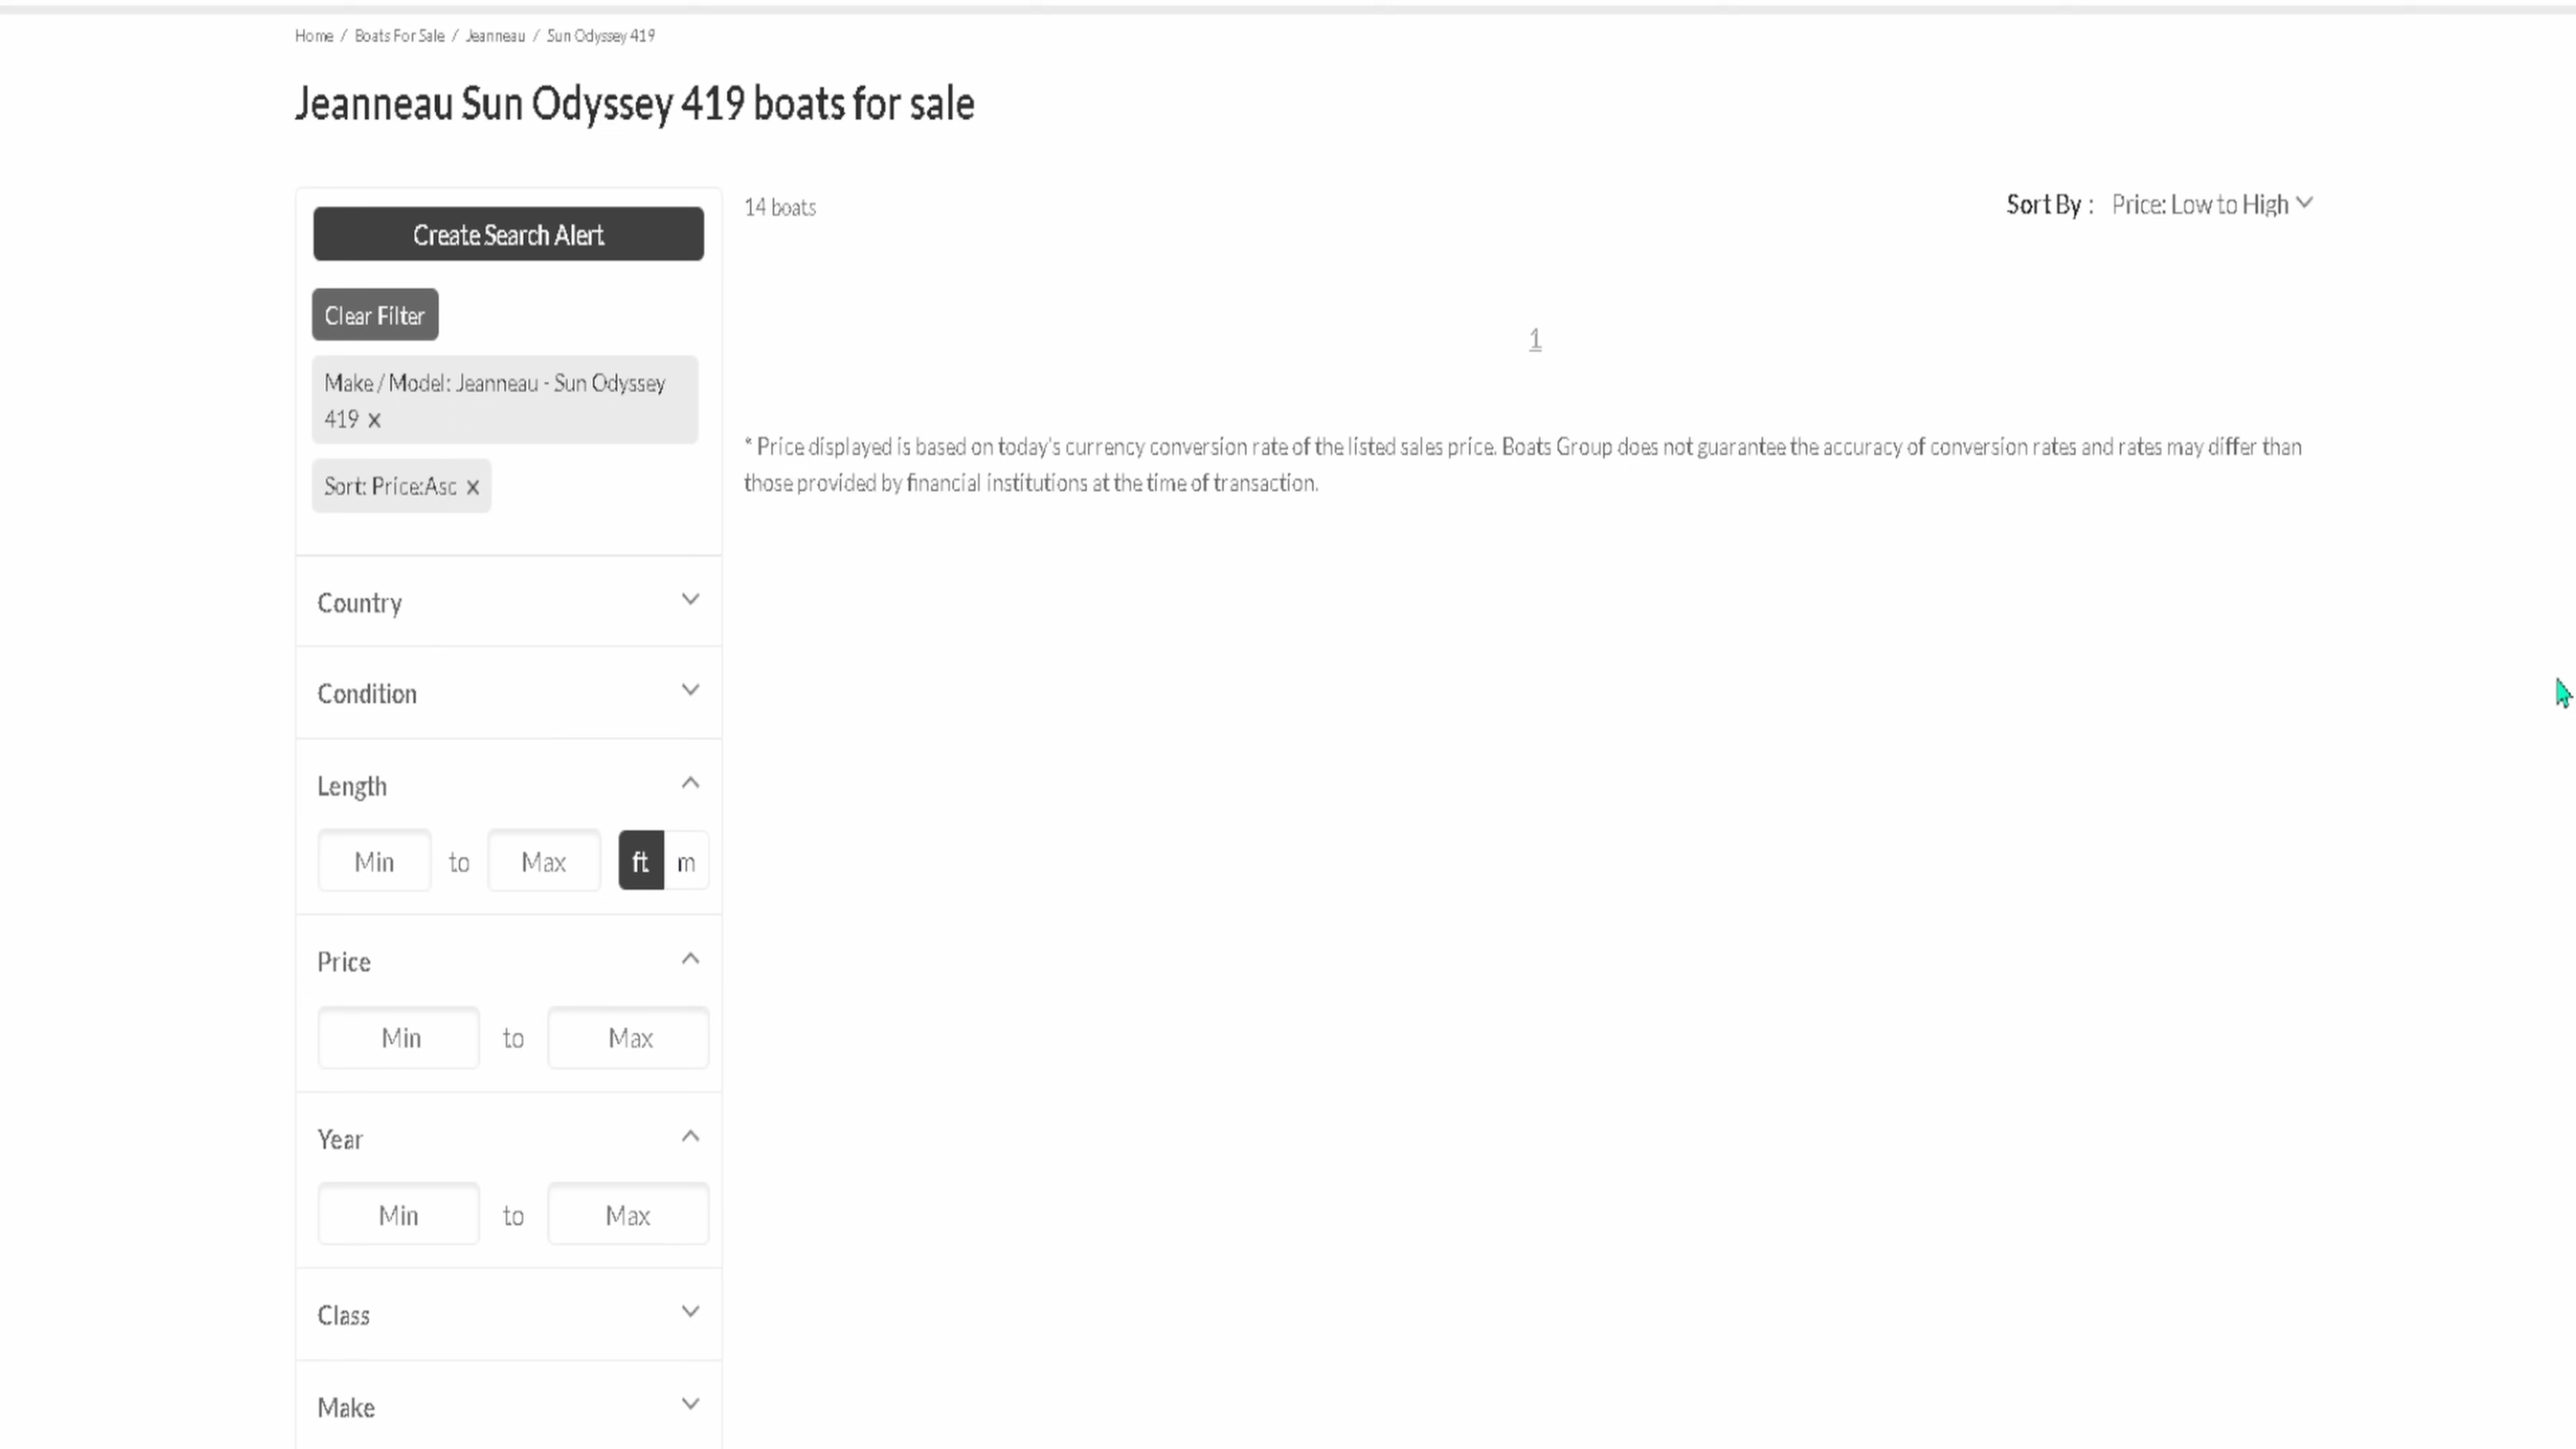 Home / Boats For Sale / Jeanneau / Sun Odyssey 419
Jeanneau Sun Odyssey 419 boats for sale
Create Search Alert
Clear Filter
Make / Model: Jeanneau - Sun Odyssey
419 x
Sort: Price:Asc x
14 boats
Sort By : Price: Low to High
1
* Price displayed is based on today's currency conversion rate of the listed sales price. Boats Group does not guarantee the accuracy of conversion rates and rates may differ than
those provided by financial institutions at the time of transaction.
Country
Condition
Length
Min to Max ft m
Price
Min to Max
Year
Min to Max
Class
Make